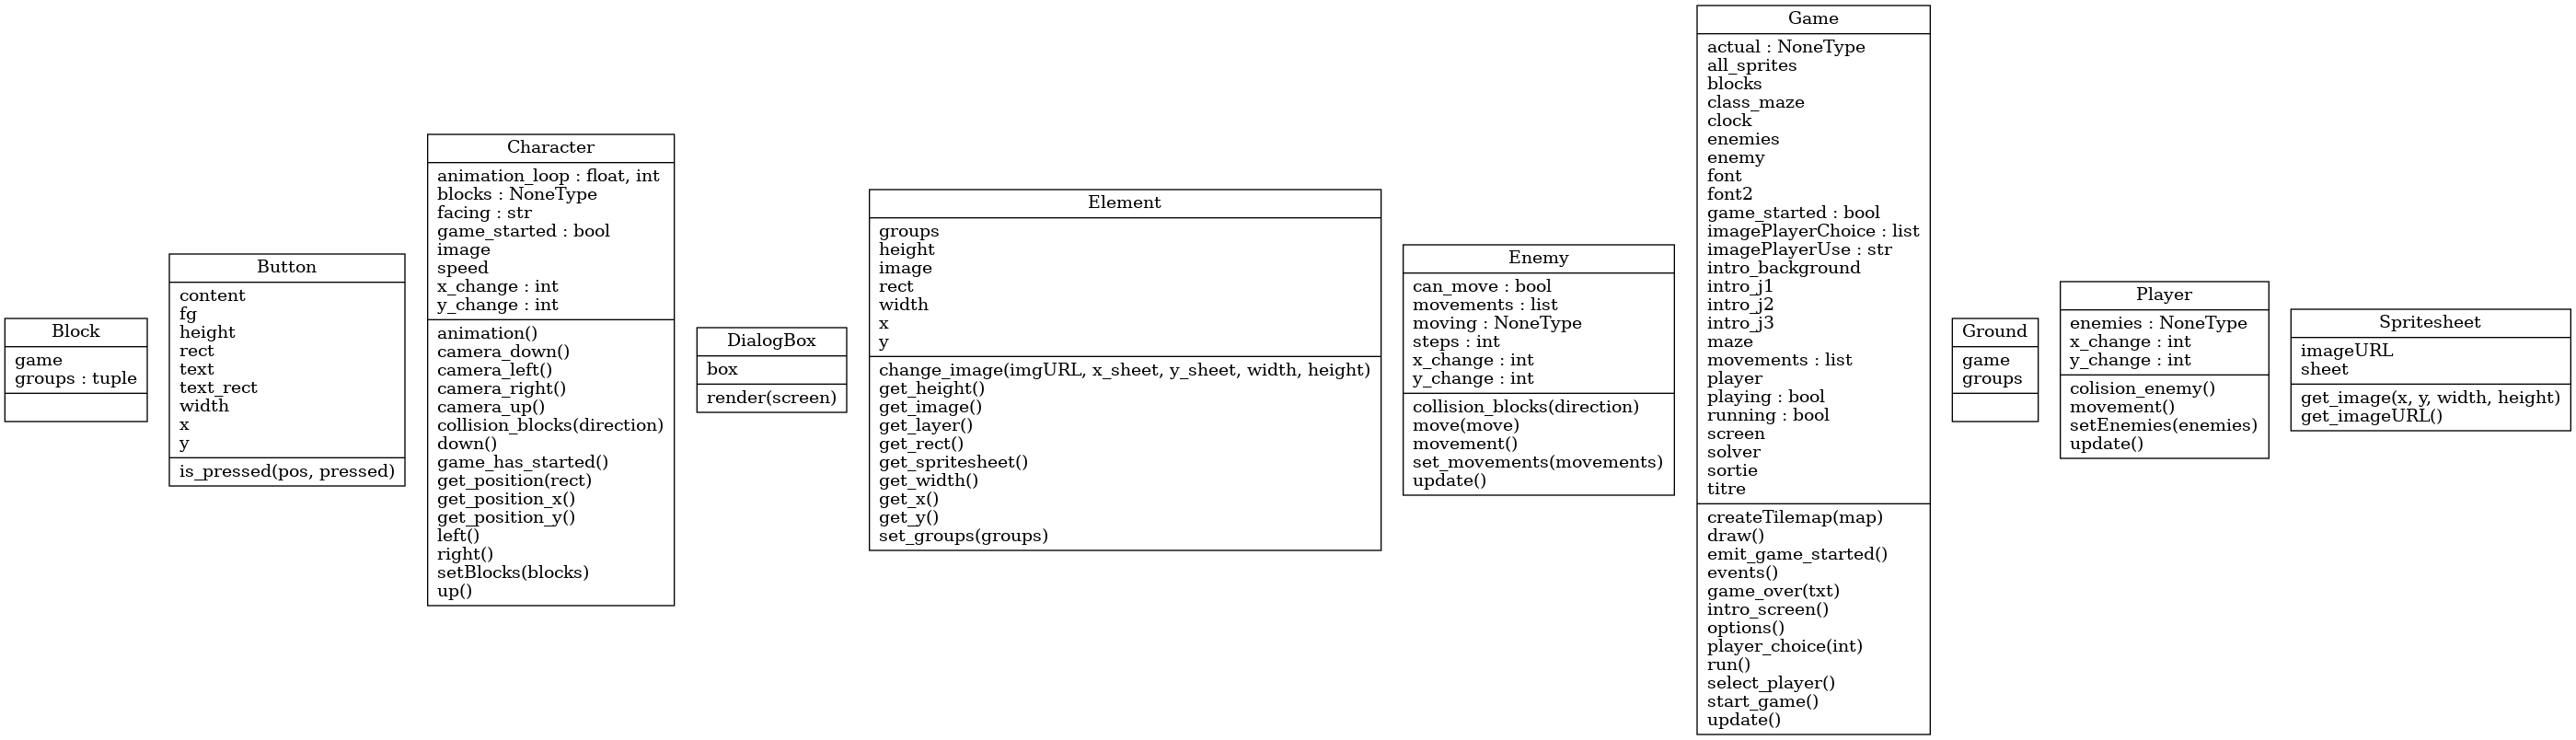 Block
game
groups : tuple
Button
content
fg
height
rect
text
text_rect
width
x
y
is_pressed(pos, pressed)
Character
animation_loop : float, int
blocks : NoneType
facing : str
game_started : bool
image
speed
x_change : int
y_change : int
animation()
camera_down()
camera_left()
camera_right()
camera_up()
collision_blocks(direction)
down()
game_has_started()
get_position(rect)
get_position_x()
get_position_y()
left()
right()
setBlocks(blocks)
up()
DialogBox
box
render(screen)
Element
groups
height
image
rect
width
x
y
change_image(imgURL, x_sheet, y_sheet, width, height)
get_height()
get_image()
get_layer()
get_rect()
get_spritesheet()
get_width()
get_x()
get_y()
set_groups(groups)
Enemy
can_move : bool
movements : list
moving : NoneType
steps : int
x_change : int
y_change : int
collision_blocks(direction)
move(move)
movement()
set_movements(movements)
update()
Game
actual : NoneType
all_sprites
blocks
class_maze
clock
enemies
enemy
font
font2
game_started : bool
imagePlayerChoice : list
imagePlayerUse : str
intro_background
intro_j1
intro_j2
intro_j3
maze
movements : list
player
playing : bool
running : bool
screen
solver
sortie
titre
createTilemap(map)
draw()
emit_game_started()
events()
game_over(txt)
intro_screen()
options()
player_choice(int)
run()
select_player()
start_game()
update()
Ground
game
groups
Player
enemies : NoneType
x_change : int
y_change : int
colision_enemy()
movement()
setEnemies(enemies)
update()
Spritesheet
imageURL
sheet
get_image(x, y, width, height)
get_imageURL()